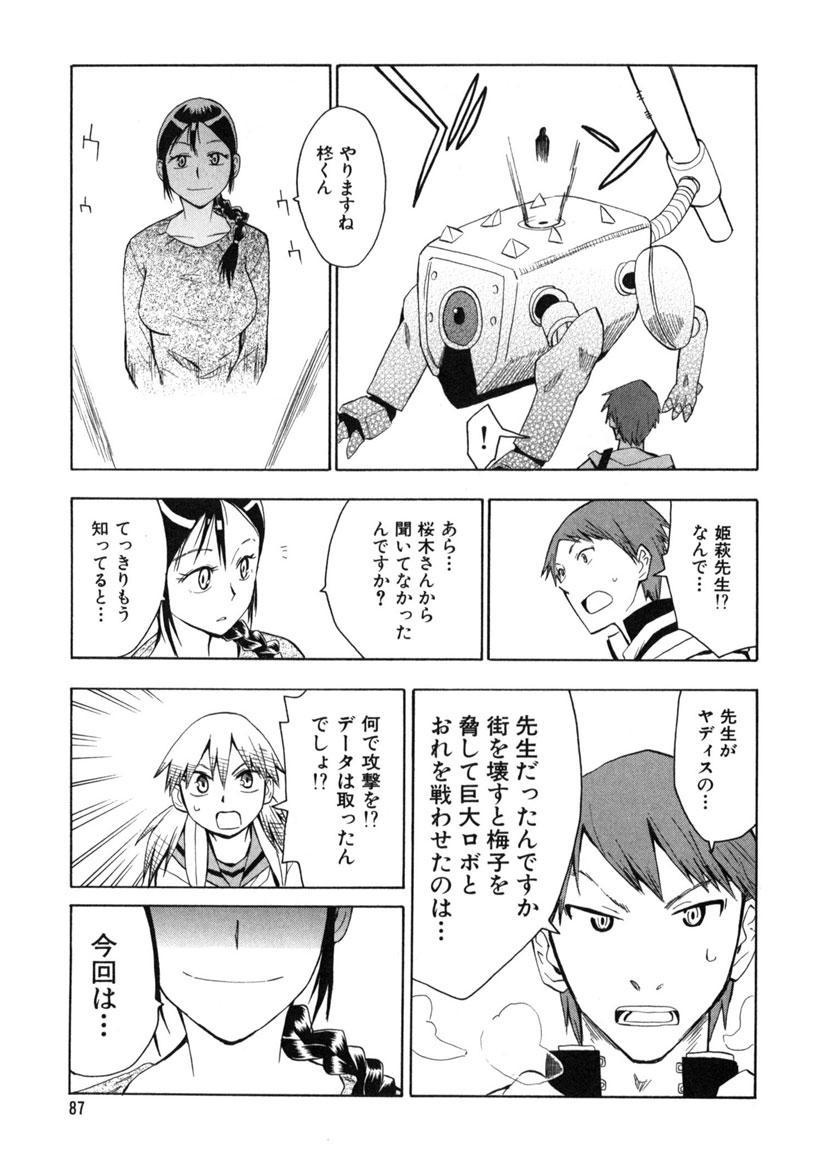 !
やりますね
柊くん
ウ
ウ
ウ
ィ
ィ
姫萩先生!?
なんで…
あら…
桜木さんから
聞いてなかった
んですか？
てっきりもう
知ってると…
先生が
ヤディスの…
先生だったんですか
街を壊すと梅子を
脅して巨大ロボと
おれを戦わせたのは…
何で攻撃を!?
データは取ったん
でしょ!?
今回は…
87